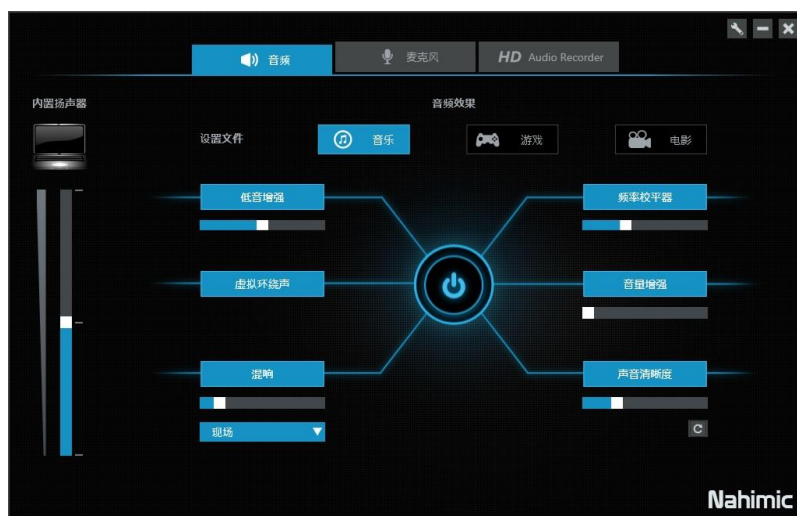 音频
麦克风
HD Audio Recorder
内置扬声器
音频效果
设置文件
音乐
游戏
电影
低音增强
频率校平器
虚拟环绕声
音量增强
混响
声音清晰度
现场
Nahimic